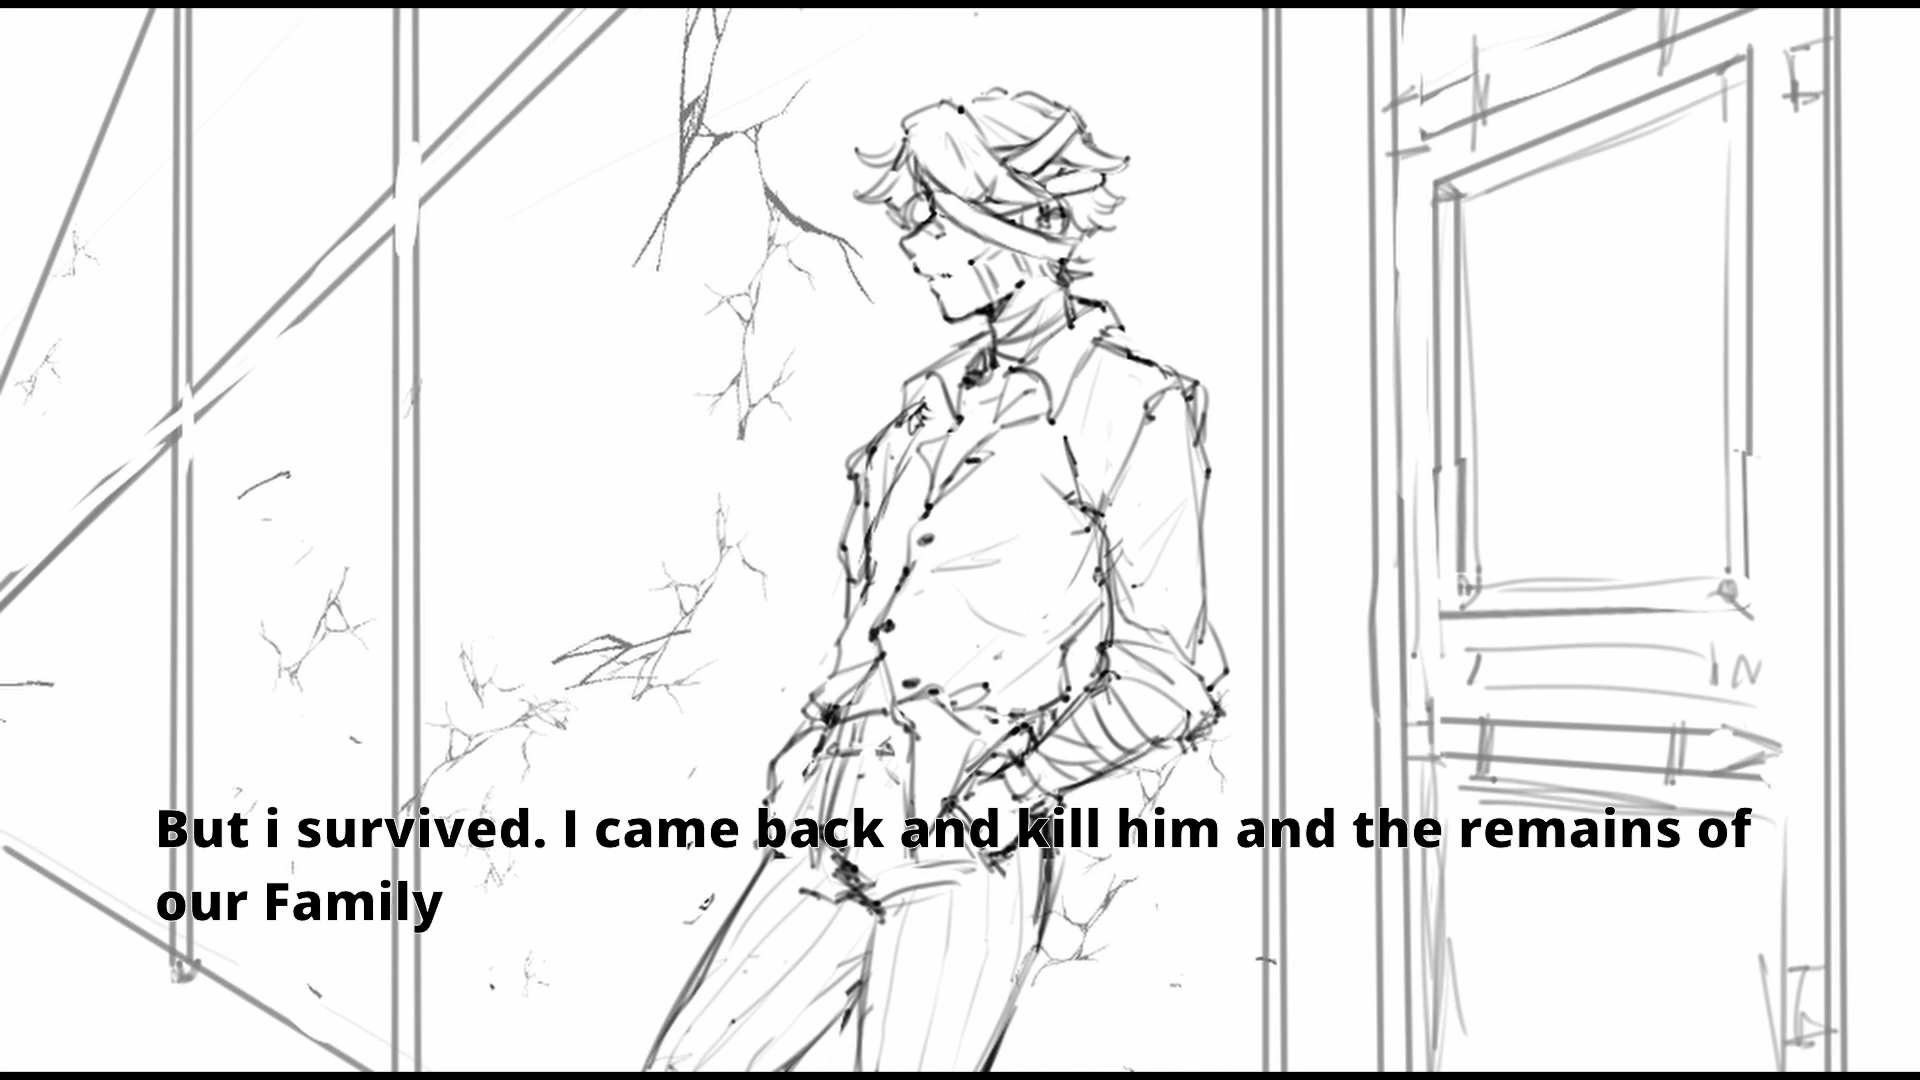 But i survived. I came back and kill him and the remains of
our Family